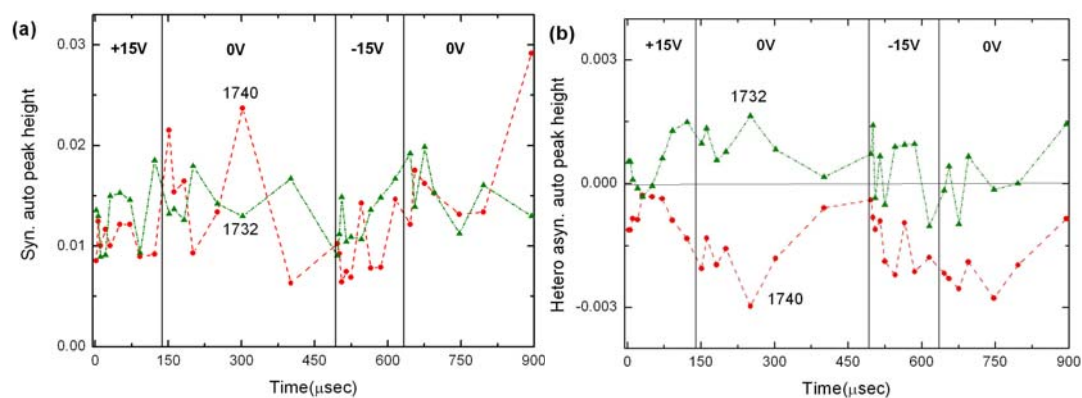 (a)
Syn. auto peak height
0.03
0.02
0.01
0.00
+15V
0V
-15V
0V
1740
1732
0 150 300 450 600 750 900
Time(μsec)
(b)
Hetero asyn. auto peak height
0.003
0.000
-0.003
+15V
0V
-15V
0V
1732
1740
0 150 300 450 600 750 900
Time(μsec)